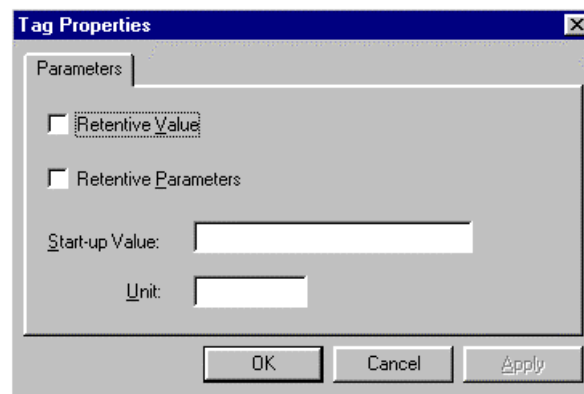 Tag Properties
Parameters
Retentive Value
Retentive Parameters
Start-up Value:
Unit:
OK Cancel Apply